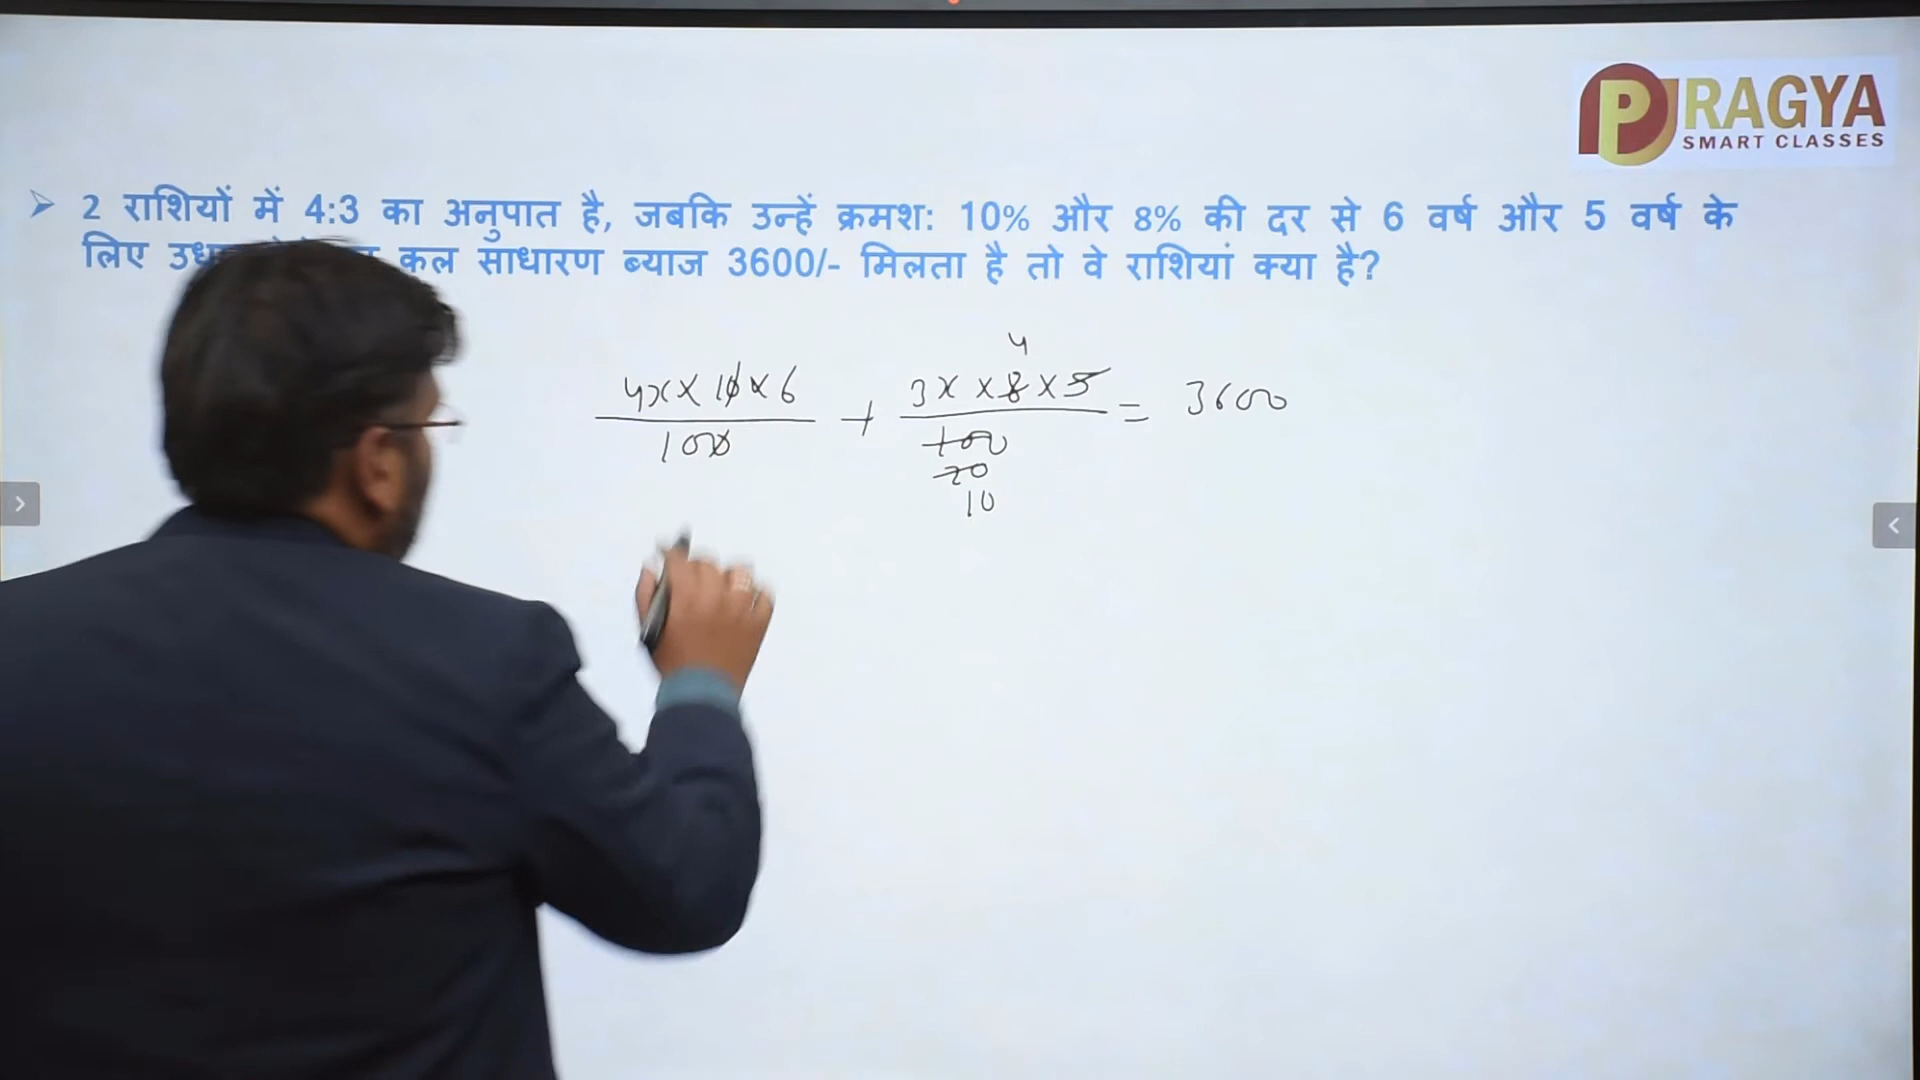 PRAGYA
SMART CLASSES
➢ 2 राशियों में 4:3 का अनुपात है, जबकि उन्हें क्रमश: 10% और 8% की दर से 6 वर्ष और 5 वर्ष के
लिए कुल साधारण ब्याज 3600/- मिलता है तो वे राशियां क्या है?
4
4x × 10 × 6 + 3x × 8 × 5 = 3600
100 100
20
10